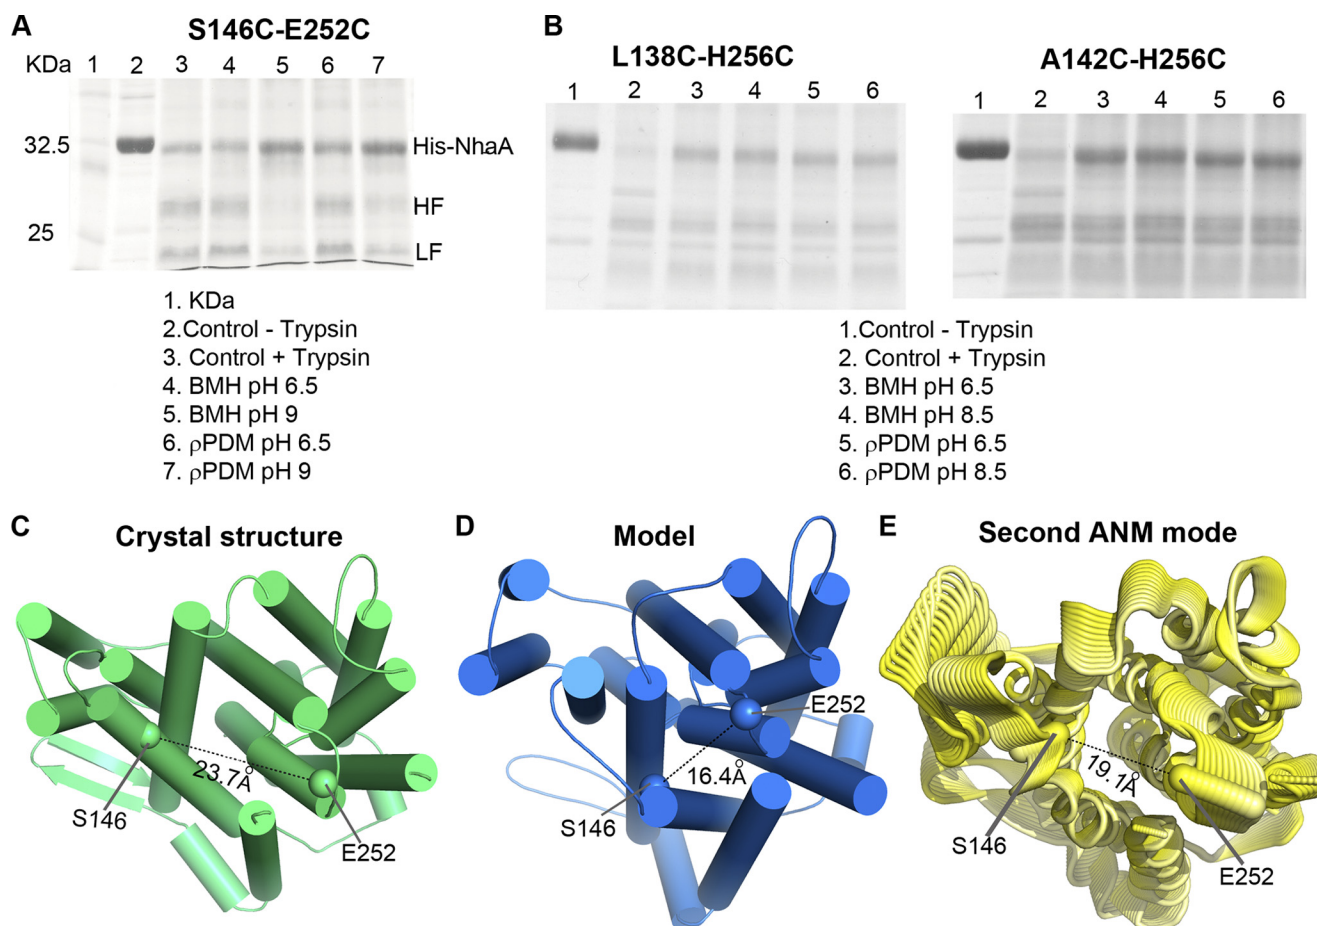 A
S146C-E252C
KDa 1 2 3 4 5 6 7
32.5
25
His-NhaA
HF
LF
1. KDa
2.Control - Trypsin
3. Control + Trypsin
4. BMH pH 6.5
5. BMH pH 9
6. ρPDM pH 6.5
7. ρPDM pH 9
B
L138C-H256C
1 2 3 4 5 6
A142C-H256C
1 2 3 4 5 6
1.Control - Trypsin
2. Control + Trypsin
3. BMH pH 6.5
4. BMH pH 8.5
5. ρPDM pH 6.5
6. ρPDM pH 8.5
C
Crystal structure
23.7Å
S146
E252
D
Model
E252
16.4Å
S146
E
Second ANM mode
19.1Å
S146
E252